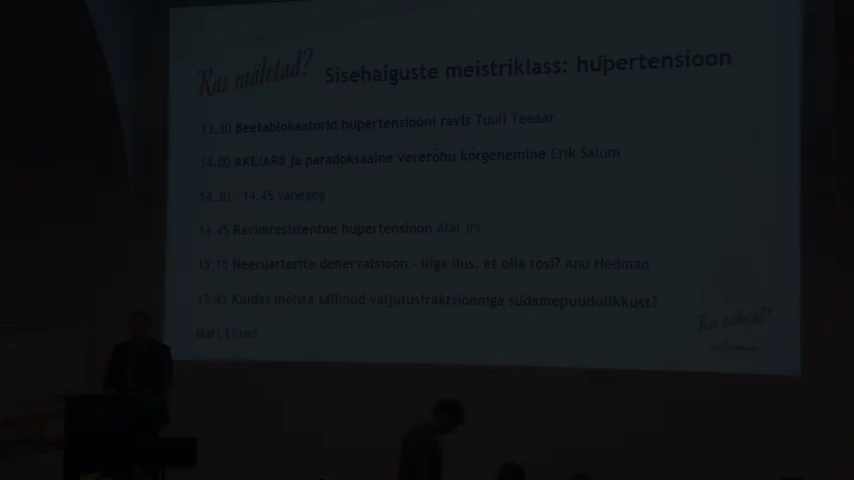 Kas mäletad?
Sisehaiguste meistriklass: hüpertensioon
13.30 Beetablokaatorid hüpertensiooni ravis Tuuli Teeäär
14.00 AKE/ARB ja paradoksaalne vererõhu kõrgenemine Erik Salum
14.30 - 14.45 vaheaeg
14.45 Ravimresistentne hüpertensioon Alar Irs
15.15 Neeruarterite denervatsioon - liiga ilus, et olla tõsi? Anu Hedman
15.45 Kuidas mõista säilinud väljutusfraktsiooniga südamepuudulikkust?
Mart Elmet
Kas mäletad?